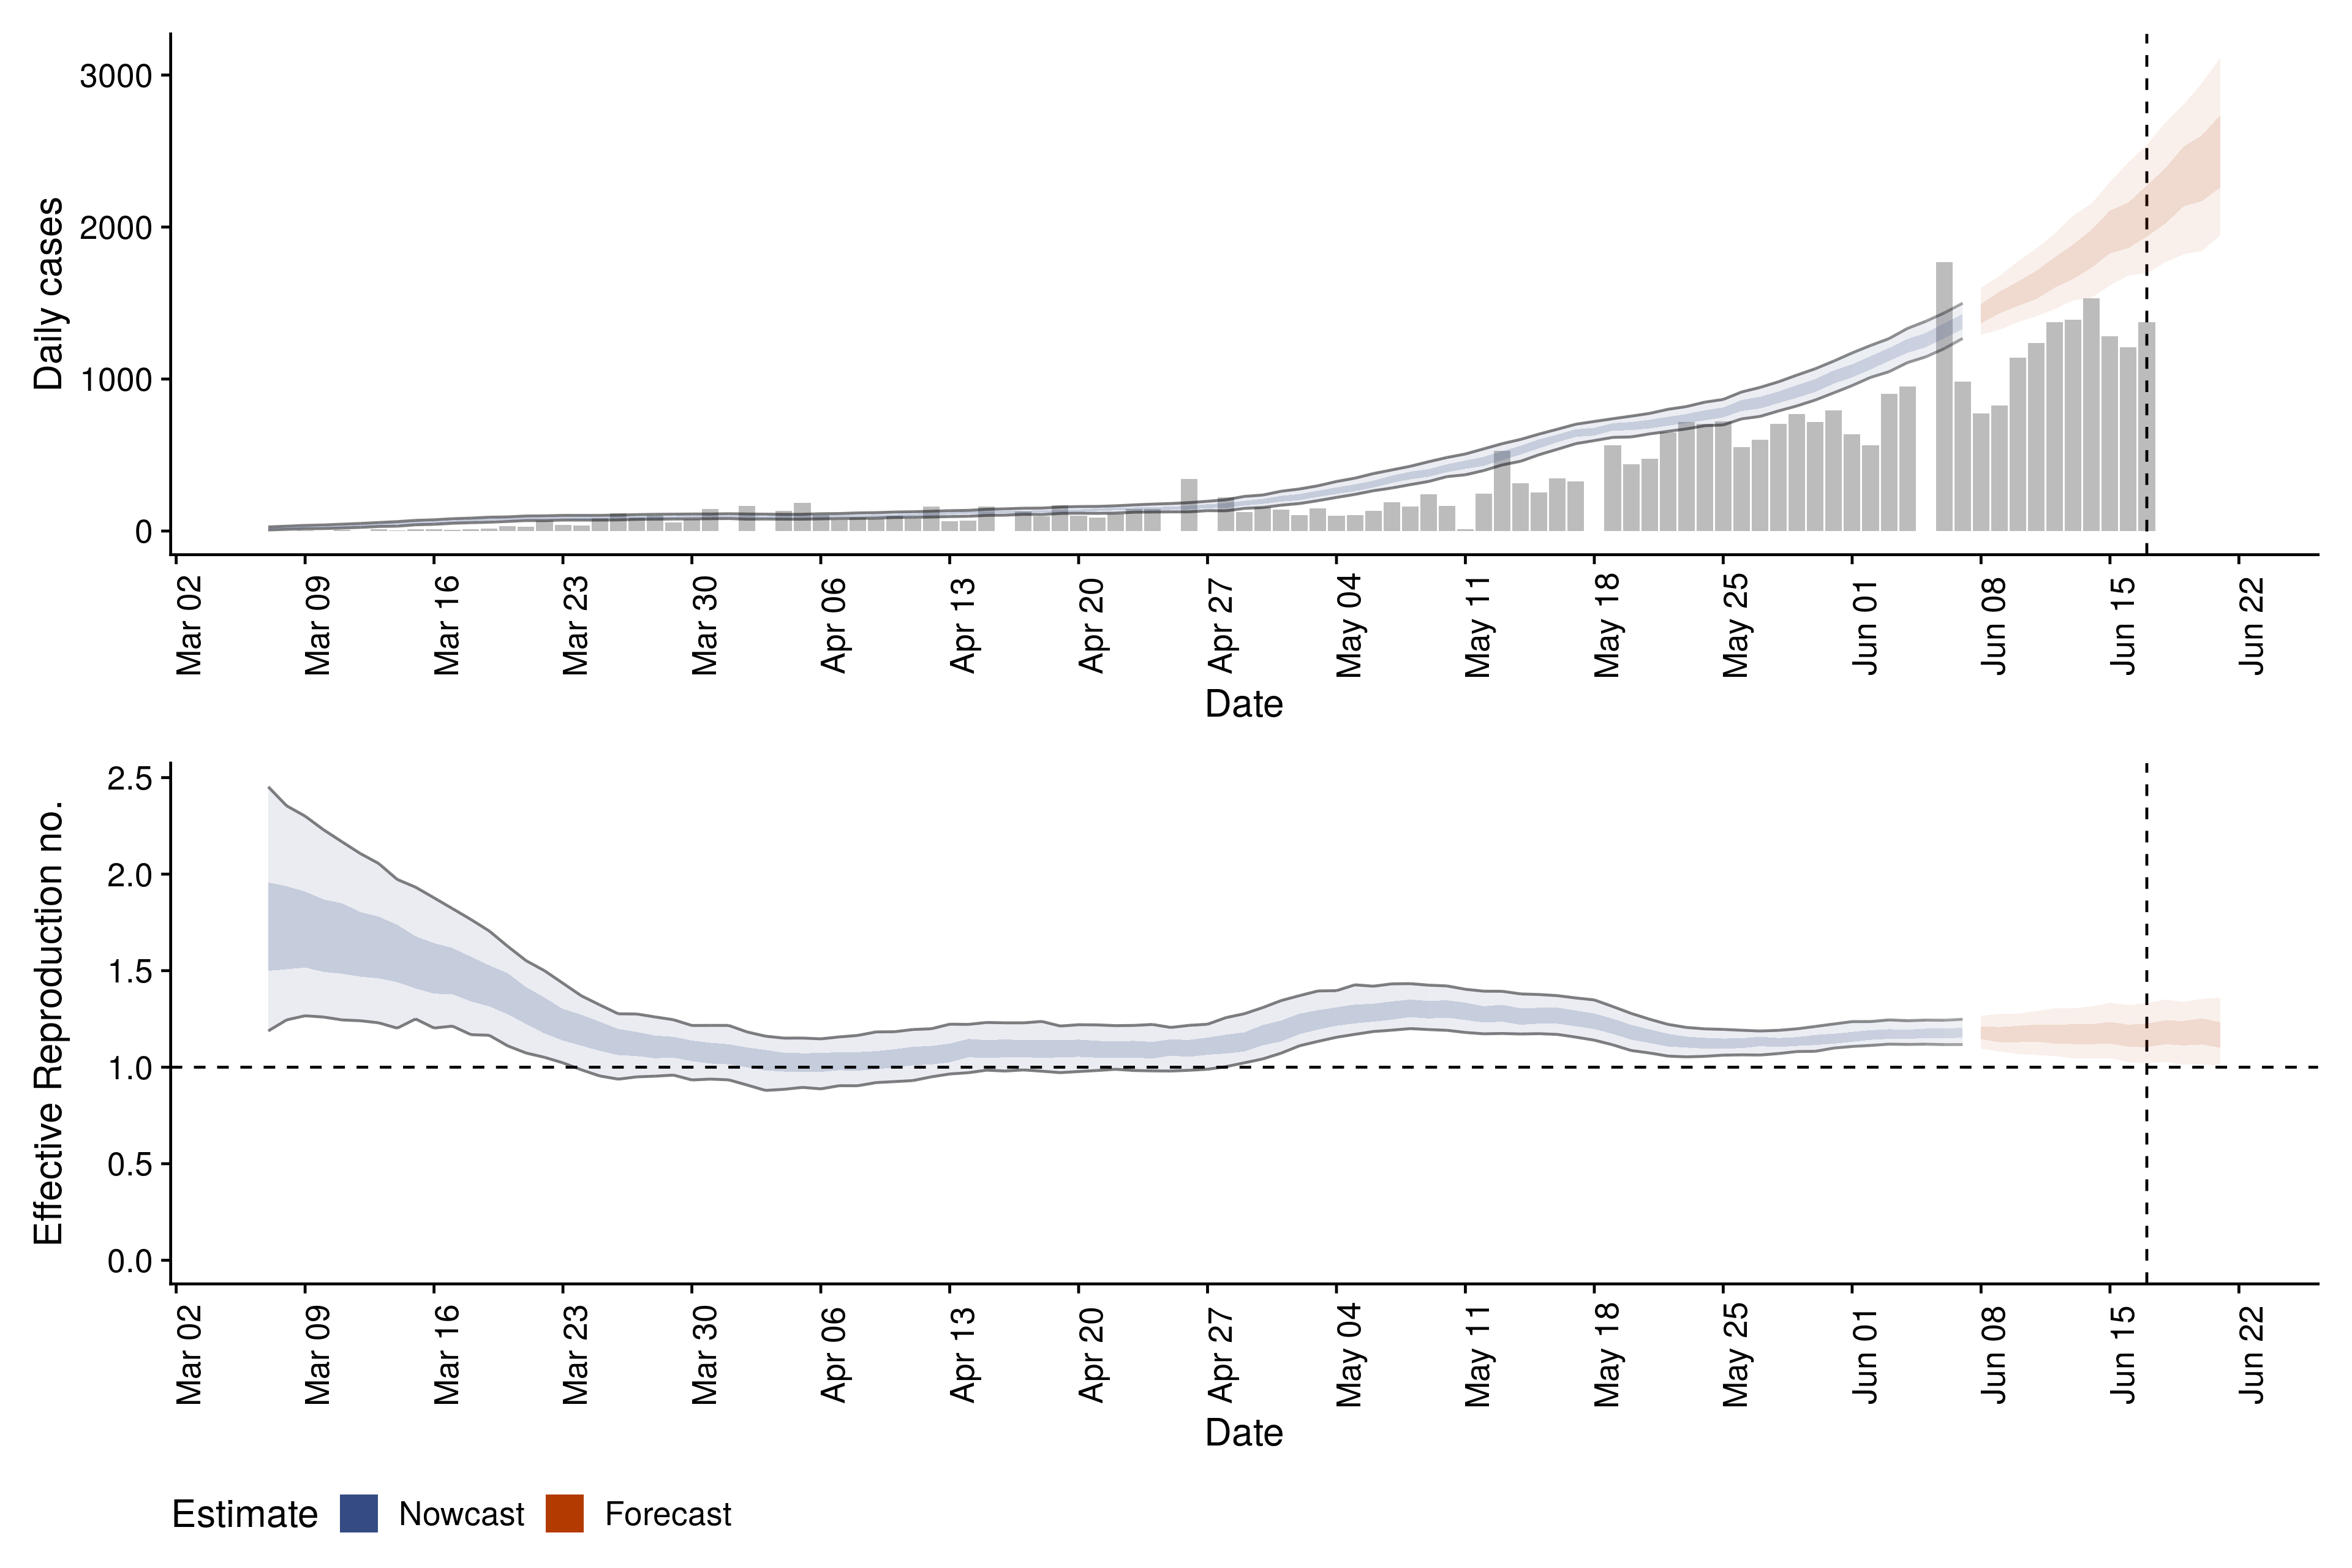 3000
2000
1000
0
Daily cases
Mar 02
Mar 09
Mar 16
Mar 23
Mar 30
Apr 06
Apr 13
Apr 20
Apr 27
May 04
May 11
May 18
May 25
Jun 01
Jun 08
Jun 15
Jun 22
Date
2.5
2.0
1.5
1.0
0.5
0.0
Effective Reproduction no.
Mar 02
Mar 09
Mar 16
Mar 23
Mar 30
Apr 06
Apr 13
Apr 20
Apr 27
May 04
May 11
May 18
May 25
Jun 01
Jun 08
Jun 15
Jun 22
Date
Estimate Nowcast Forecast